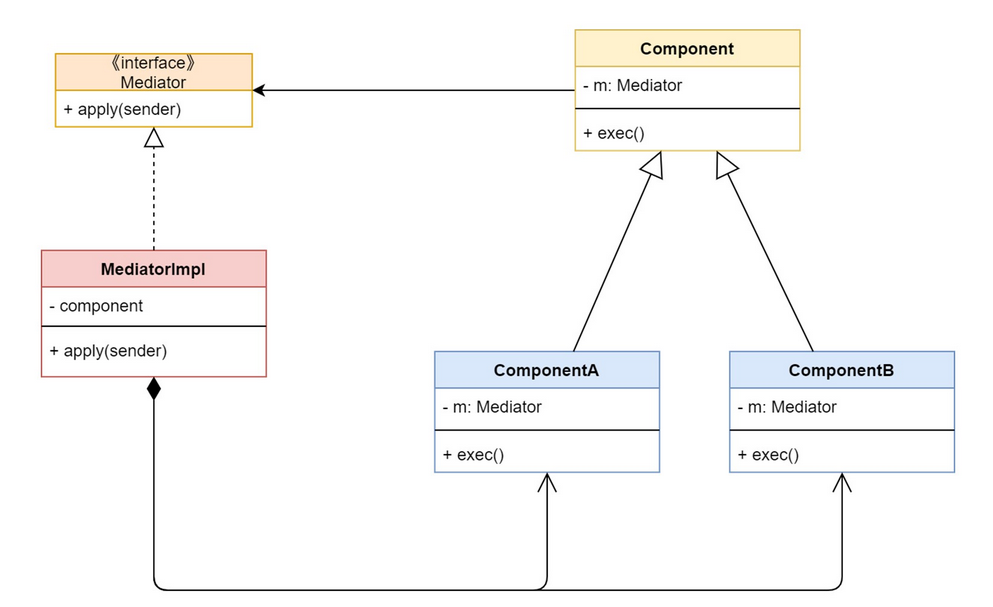 《interface》
Mediator
+ apply(sender)
Component
- m: Mediator
+ exec()
MediatorImpl
- component
+ apply(sender)
ComponentA
- m: Mediator
+ exec()
ComponentB
- m: Mediator
+ exec()